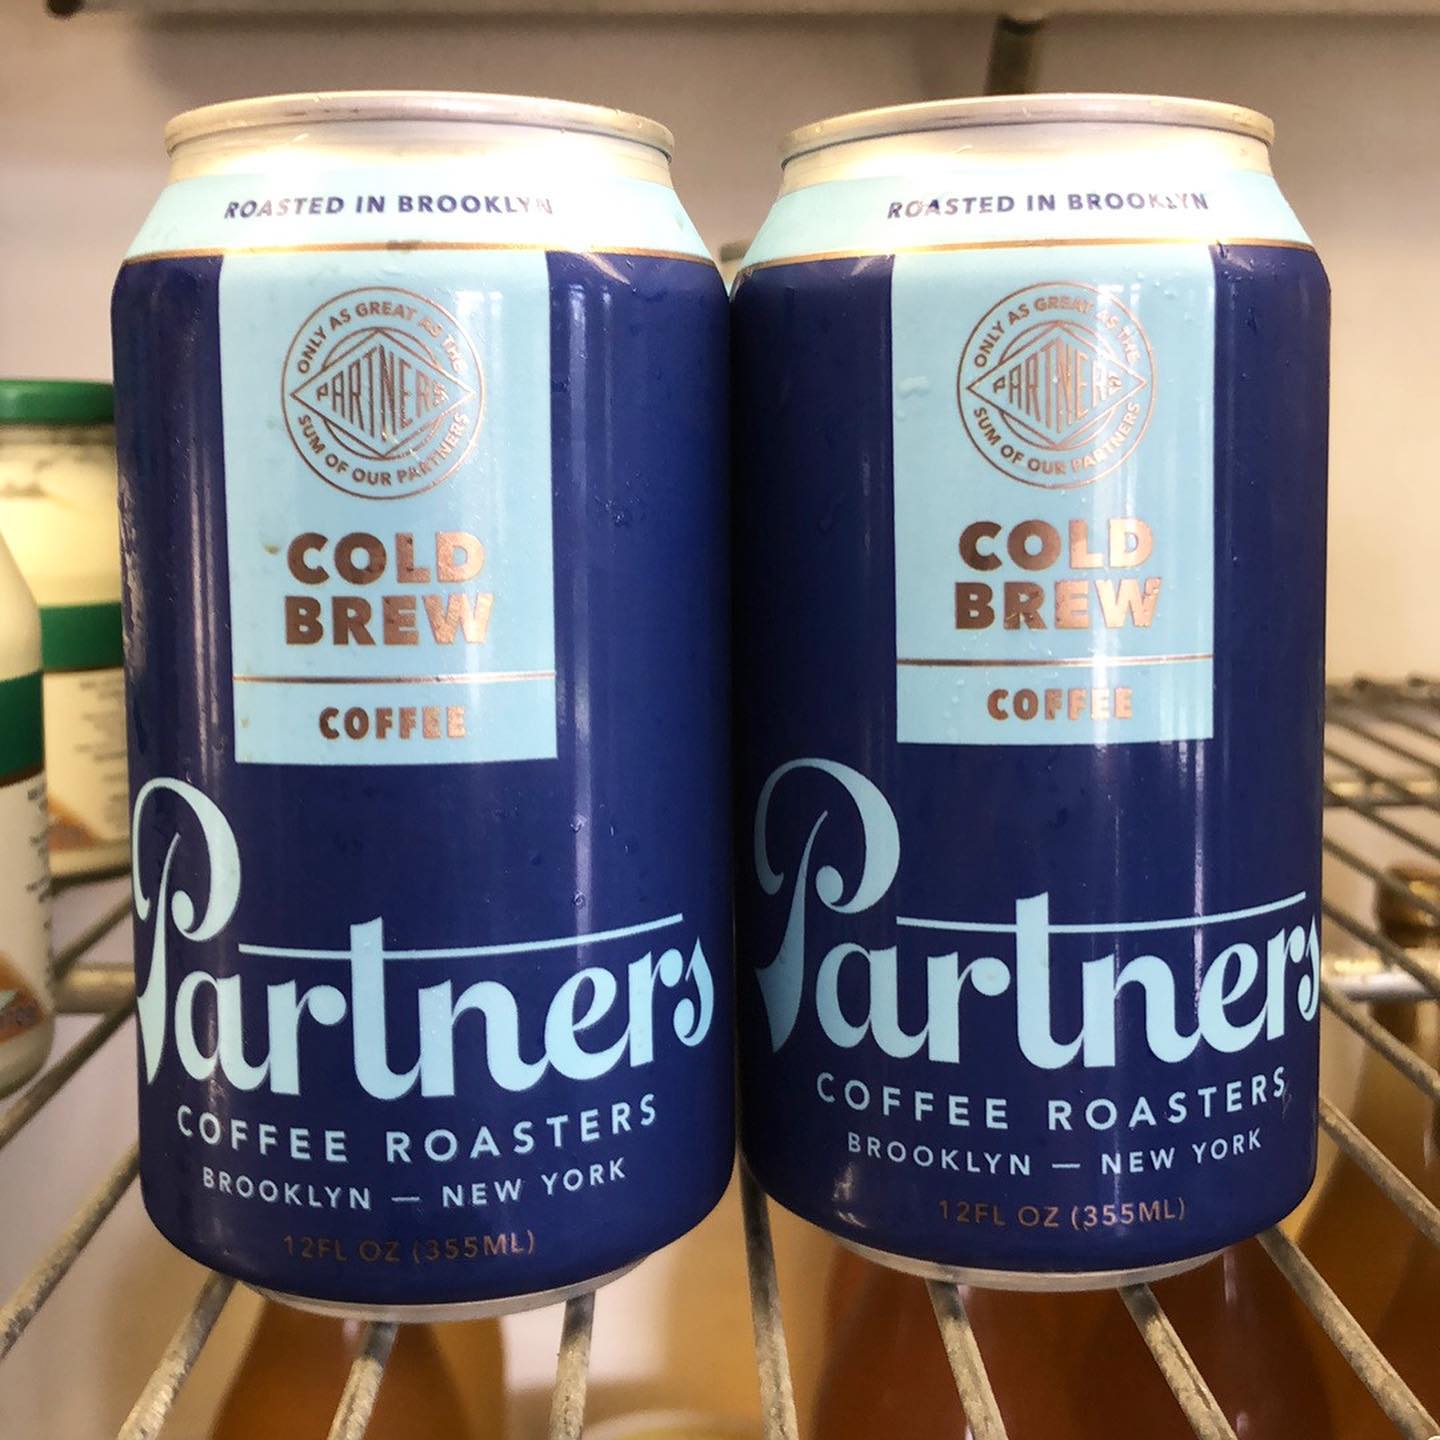 ROASTED IN BROOKLYN
ONLY AS GREAT AS THE
PARTNERS
SUM OF OUR PARTNERS
COLD
BREW
COFFEE
Partners
COFFEE ROASTERS
BROOKLYN — NEW YORK
12FL OZ (355ML)
ROASTED IN BROOKLYN
ONLY AS GREAT AS THE
PARTNERS
SUM OF OUR PARTNERS
COLD
BREW
COFFEE
Partners
COFFEE ROASTERS
BROOKLYN — NEW YORK
12FL OZ (355ML)